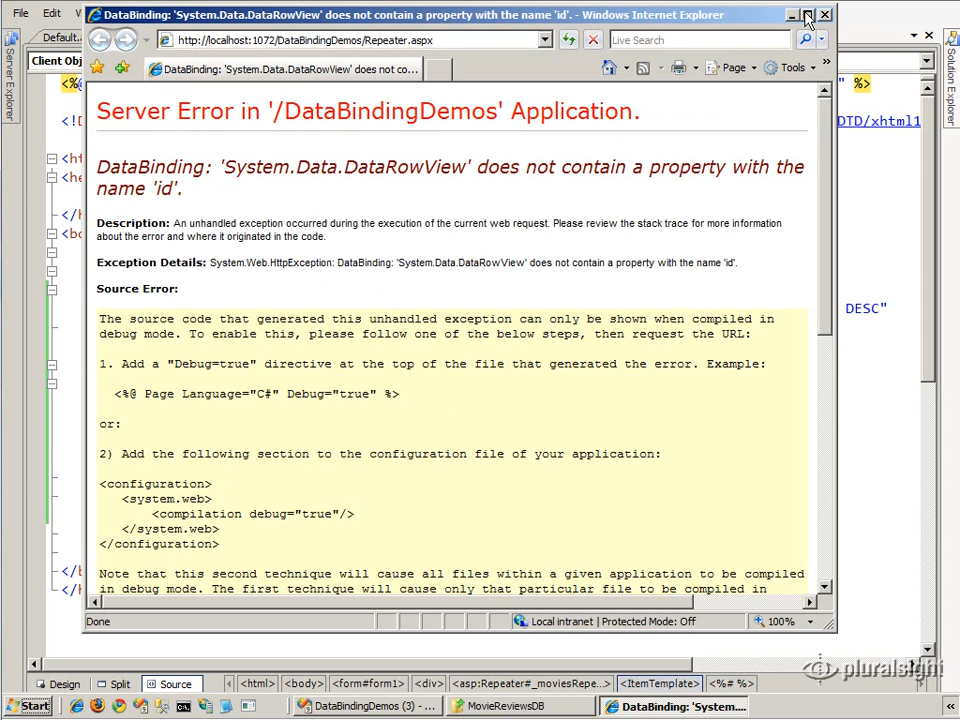 File Edit
DataBinding: 'System.Data.DataRowView' does not contain a property with the name 'id'. - Windows Internet Explorer
Default.
http://localhost:1072/DataBindingDemos/Repeater.aspx
Live Search
Client Obj
DataBinding: 'System.Data.DataRowView' does not co...
Page
Tools
Server Explorer
Solution Explorer
<%@
" %>
Server Error in '/DataBindingDemos' Application.
<!D
DTD/xhtml1
<ht
<he
DataBinding: 'System.Data.DataRowView' does not contain a property with the
name 'id'.
</H
<bo
Description: An unhandled exception occurred during the execution of the current web request. Please review the stack trace for more information
about the error and where it originated in the code.
Exception Details: System.Web.HttpException: DataBinding: 'System.Data.DataRowView' does not contain a property with the name 'id'.
Source Error:
DESC"
The source code that generated this unhandled exception can only be shown when compiled in
debug mode. To enable this, please follow one of the below steps, then request the URL:
1. Add a "Debug=true" directive at the top of the file that generated the error. Example:
<%@ Page Language="C#" Debug="true" %>
or:
2) Add the following section to the configuration file of your application:
<configuration>
<system.web>
<compilation debug="true"/>
</system.web>
</configuration>
Note that this second technique will cause all files within a given application to be compiled
in debug mode. The first technique will cause only that particular file to be compiled in
</b
</h
Done
Local intranet | Protected Mode: Off
100%
pluralsight
Design Split Source <html> <body> <form#form1> <div> <asp:Repeater#_moviesRepe...> <ItemTemplate> <%# %>
Start
DataBindingDemos (3) - ...
MovieReviewsDB
DataBinding: 'System....